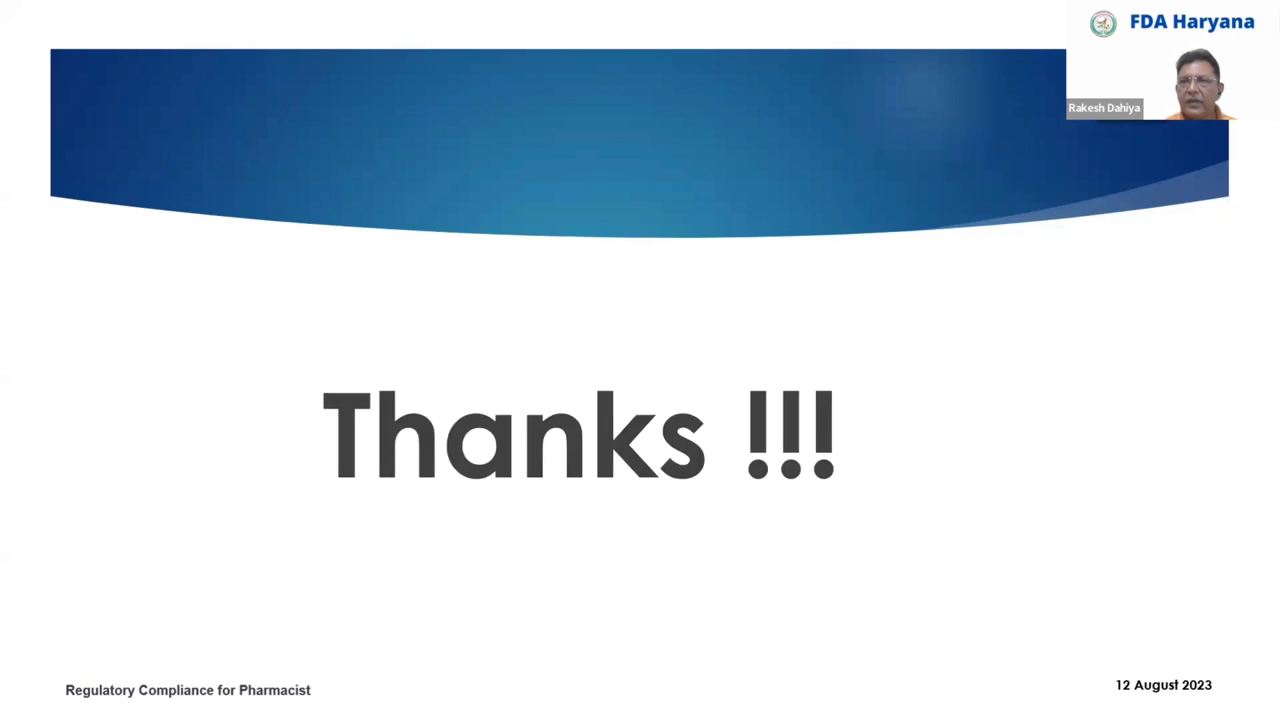 FDA Haryana
Rakesh Dahiya
Thanks !!!
Regulatory Compliance for Pharmacist
12 August 2023